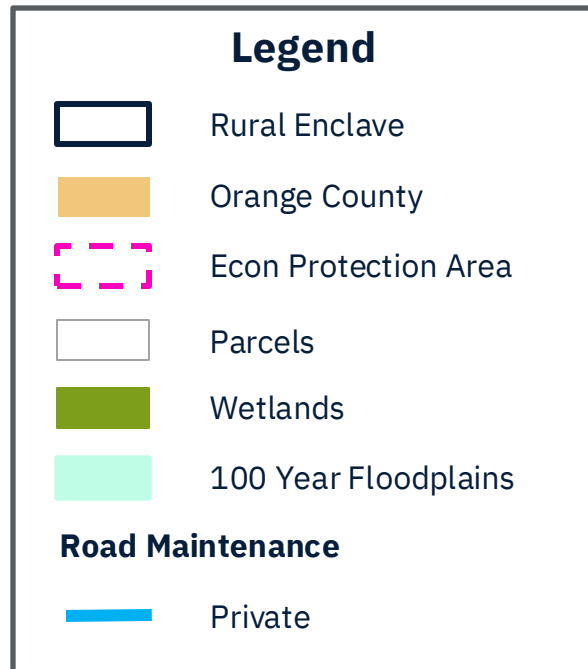 Legend
Rural Enclave
Orange County
Econ Protection Area
Parcels
Wetlands
100 Year Floodplains
Road Maintenance
Private